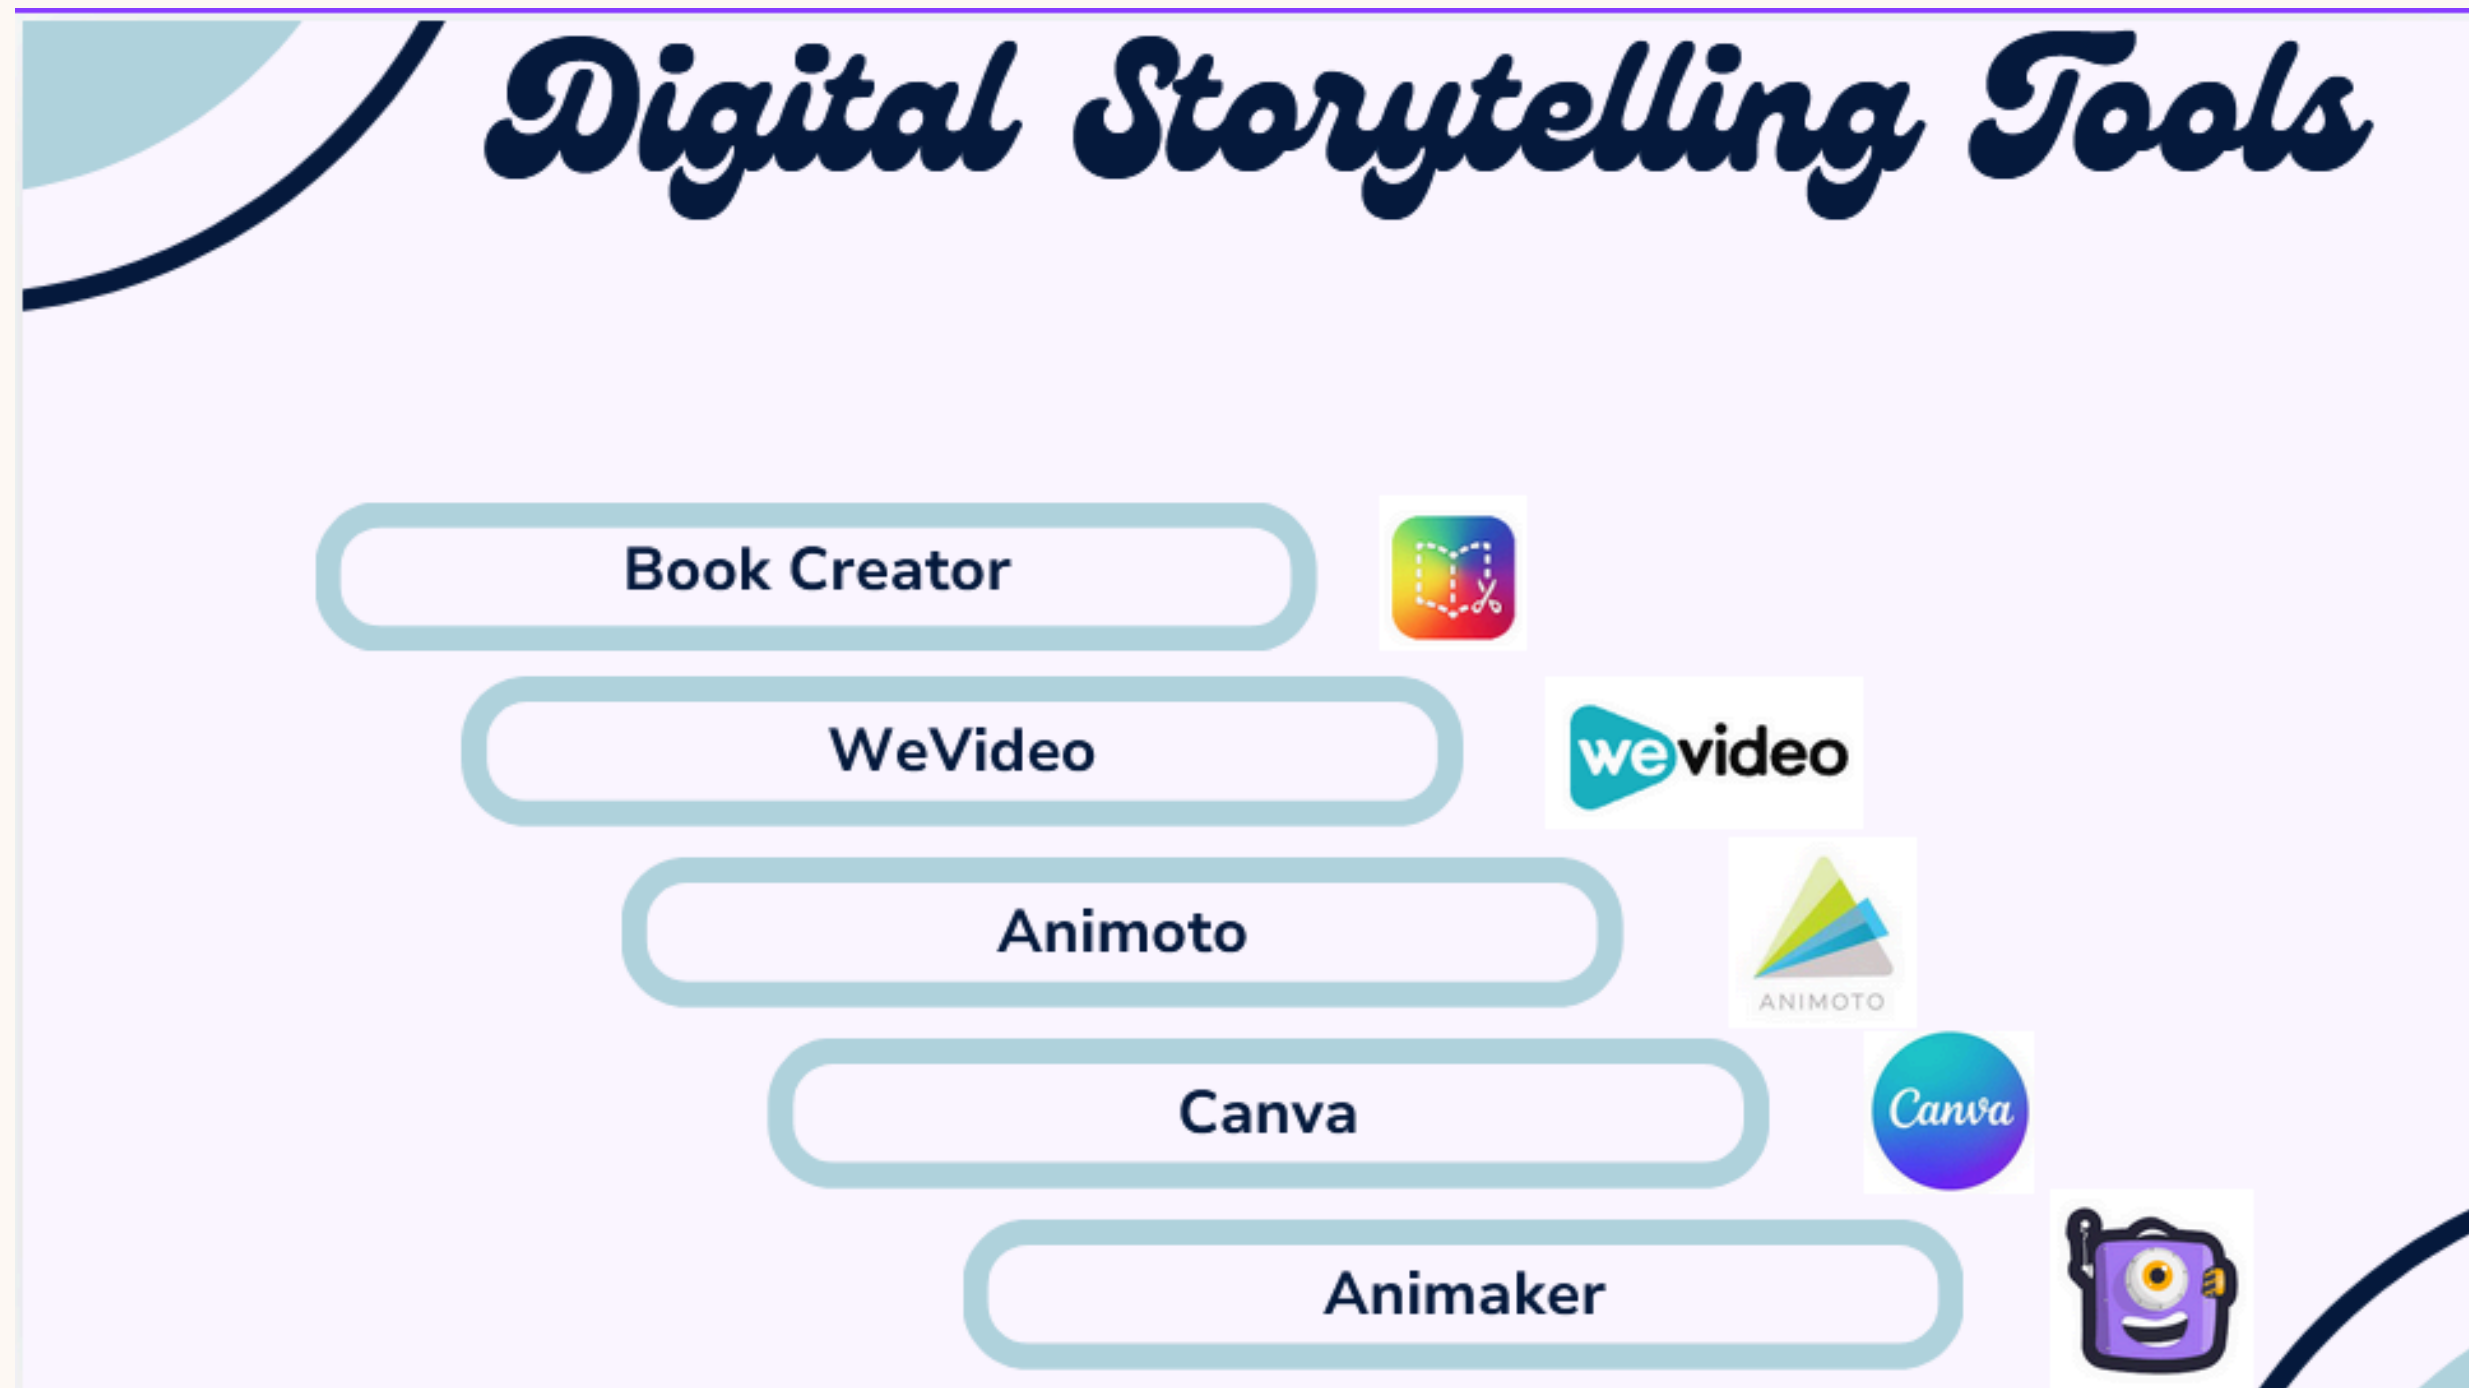 Digital Storytelling Tools
Book Creator
WeVideo
wevideo
Animoto
ANIMOTO
Canva
Canva
Animaker